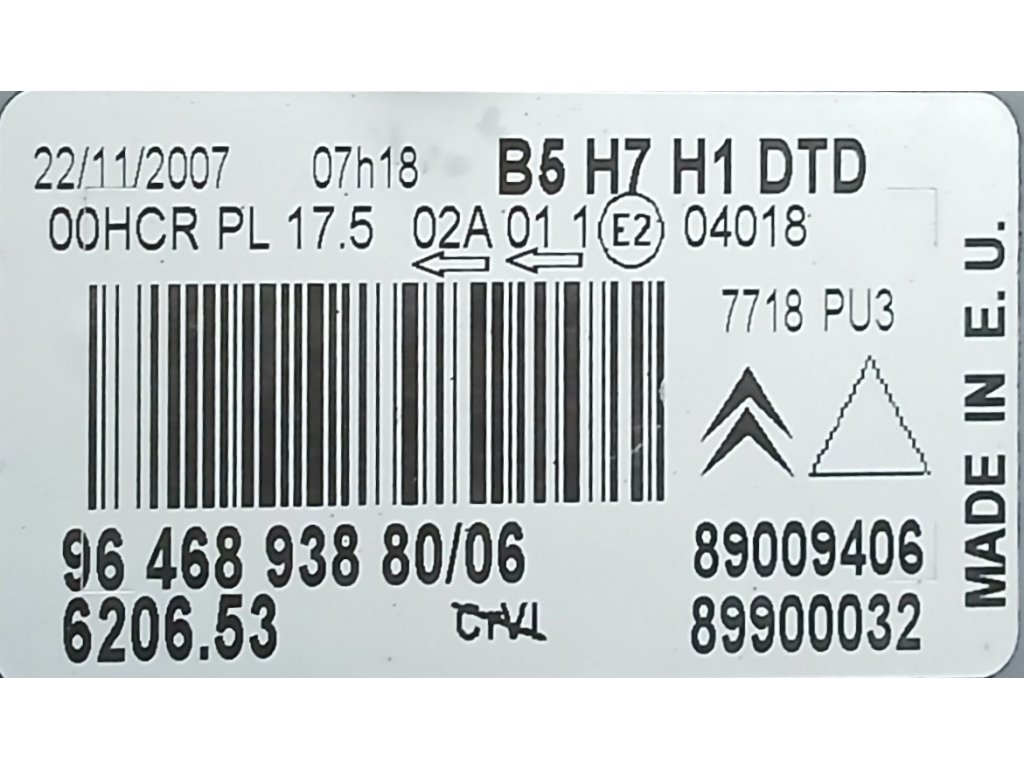 22/11/2007 07h18 B5 H7 H1 DTD
00HCR PL 17.5 02A 01 1 E2 04018
7718 PU3
96 468 938 80/06 89009406
6206.53 CTVI 89900032
MADE IN E.U.